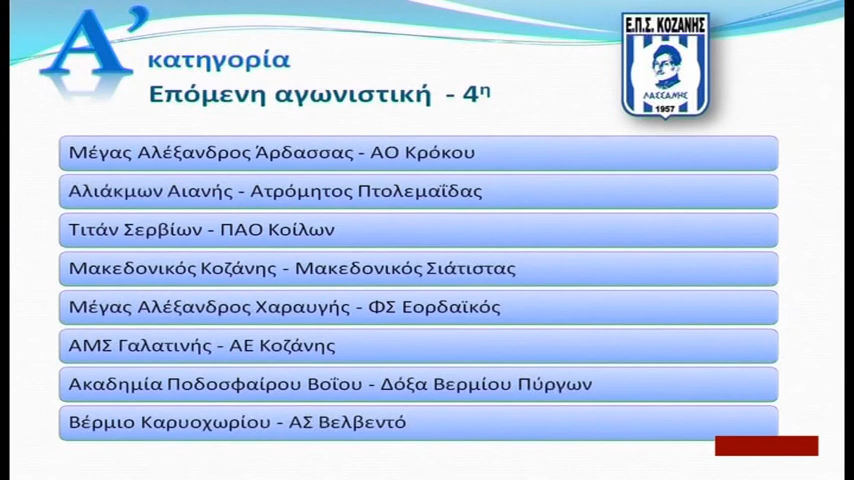 Α’ κατηγορία
Επόμενη αγωνιστική - 4η
Ε.Π.Σ. ΚΟΖΑΝΗΣ
ΛΑΣΣΑΝΗΣ
1957
Μέγας Αλέξανδρος Άρδασσας - ΑΟ Κρόκου
Αλιάκμων Αιανής - Ατρόμητος Πτολεμαΐδας
Τιτάν Σερβίων - ΠΑΟ Κοίλων
Μακεδονικός Κοζάνης - Μακεδονικός Σιάτιστας
Μέγας Αλέξανδρος Χαραυγής - ΦΣ Εορδαϊκός
ΑΜΣ Γαλατινής - ΑΕ Κοζάνης
Ακαδημία Ποδοσφαίρου Βοΐου - Δόξα Βερμίου Πύργων
Βέρμιο Καρυοχωρίου - ΑΣ Βελβεντό